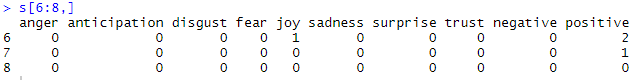 > s[6:8,]
anger anticipation disgust fear joy sadness surprise trust negative positive
6 0 0 0 0 1 0 0 0 0 2
7 0 0 0 0 0 0 0 0 0 1
8 0 0 0 0 0 0 0 0 0 0